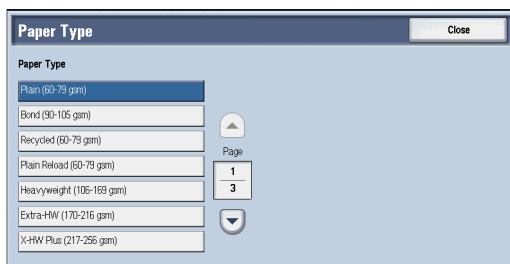 Paper Type
Close
Paper Type
Plain (60-79 gsm)
Bond (90-105 gsm)
Recycled (60-79 gsm)
Plain Reload (60-79 gsm)
Heavyweight (106-169 gsm)
Extra-HW (170-216 gsm)
X-HW Plus (217-256 gsm)
Page
1
3